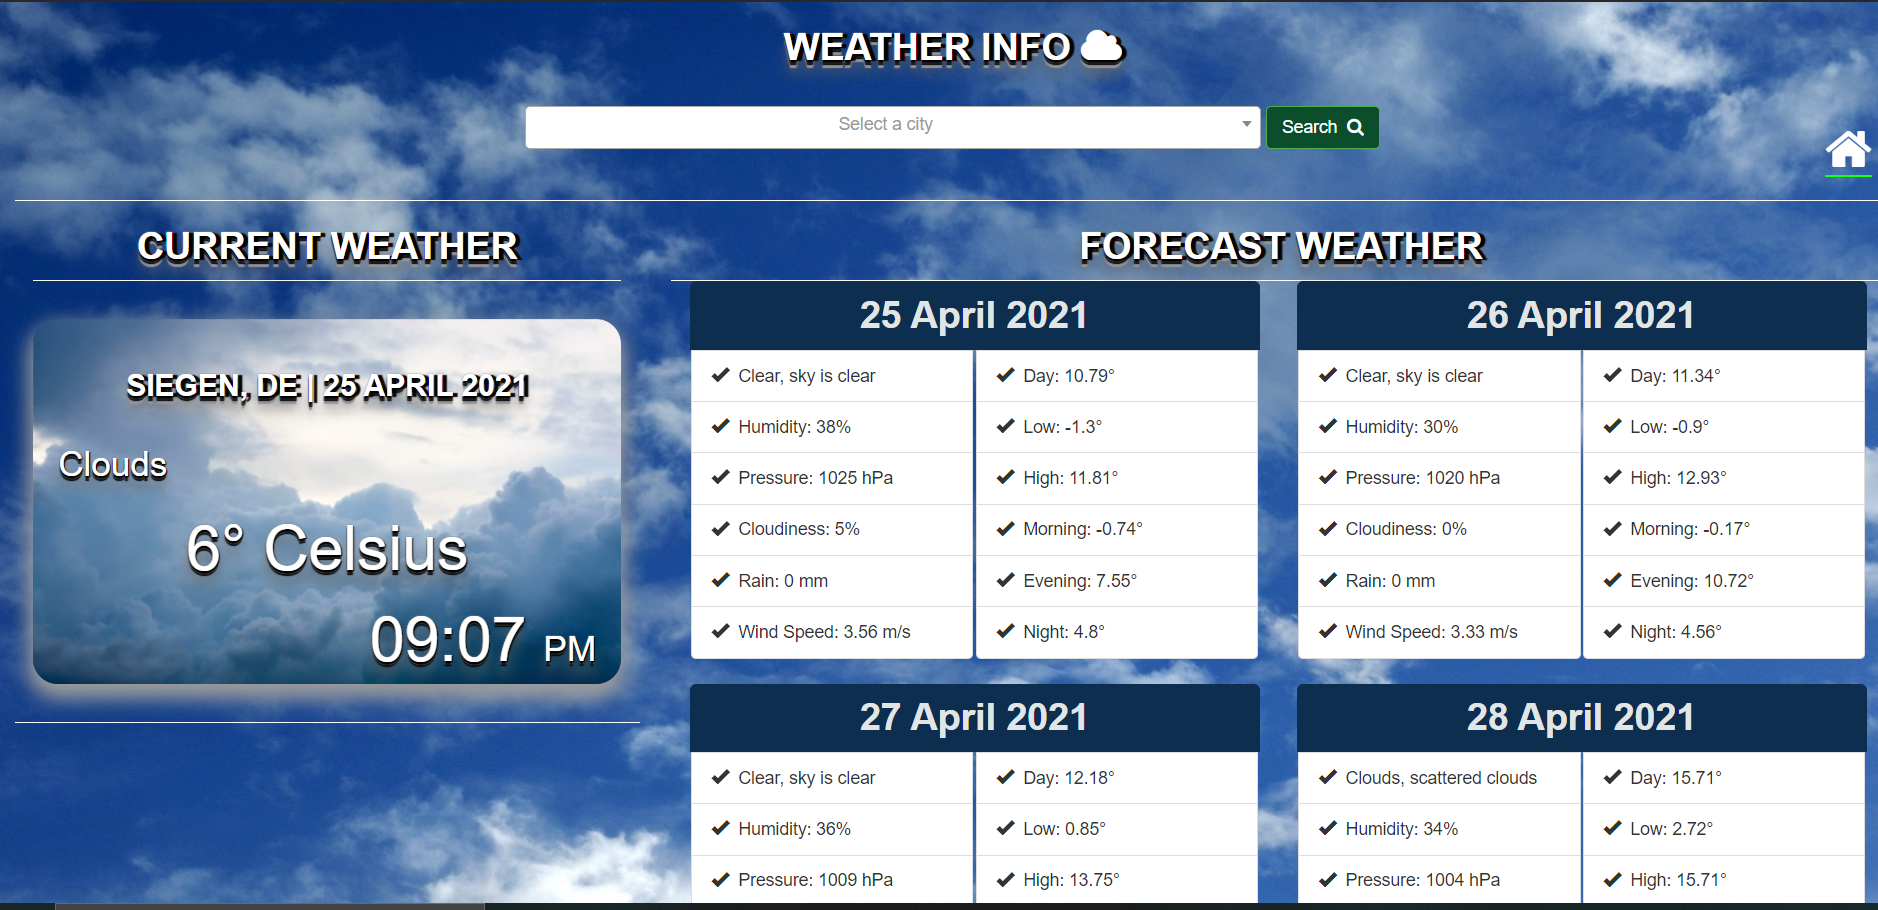 WEATHER INFO
Select a city
Search
CURRENT WEATHER
SIEGEN, DE | 25 APRIL 2021
Clouds
6° Celsius
09:07 PM
FORECAST WEATHER
25 April 2021
Clear, sky is clear
Humidity: 38%
Pressure: 1025 hPa
Cloudiness: 5%
Rain: 0 mm
Wind Speed: 3.56 m/s
Day: 10.79°
Low: -1.3°
High: 11.81°
Morning: -0.74°
Evening: 7.55°
Night: 4.8°
26 April 2021
Clear, sky is clear
Humidity: 30%
Pressure: 1020 hPa
Cloudiness: 0%
Rain: 0 mm
Wind Speed: 3.33 m/s
Day: 11.34°
Low: -0.9°
High: 12.93°
Morning: -0.17°
Evening: 10.72°
Night: 4.56°
27 April 2021
Clear, sky is clear
Humidity: 36%
Pressure: 1009 hPa
Day: 12.18°
Low: 0.85°
High: 13.75°
28 April 2021
Clouds, scattered clouds
Humidity: 34%
Pressure: 1004 hPa
Day: 15.71°
Low: 2.72°
High: 15.71°